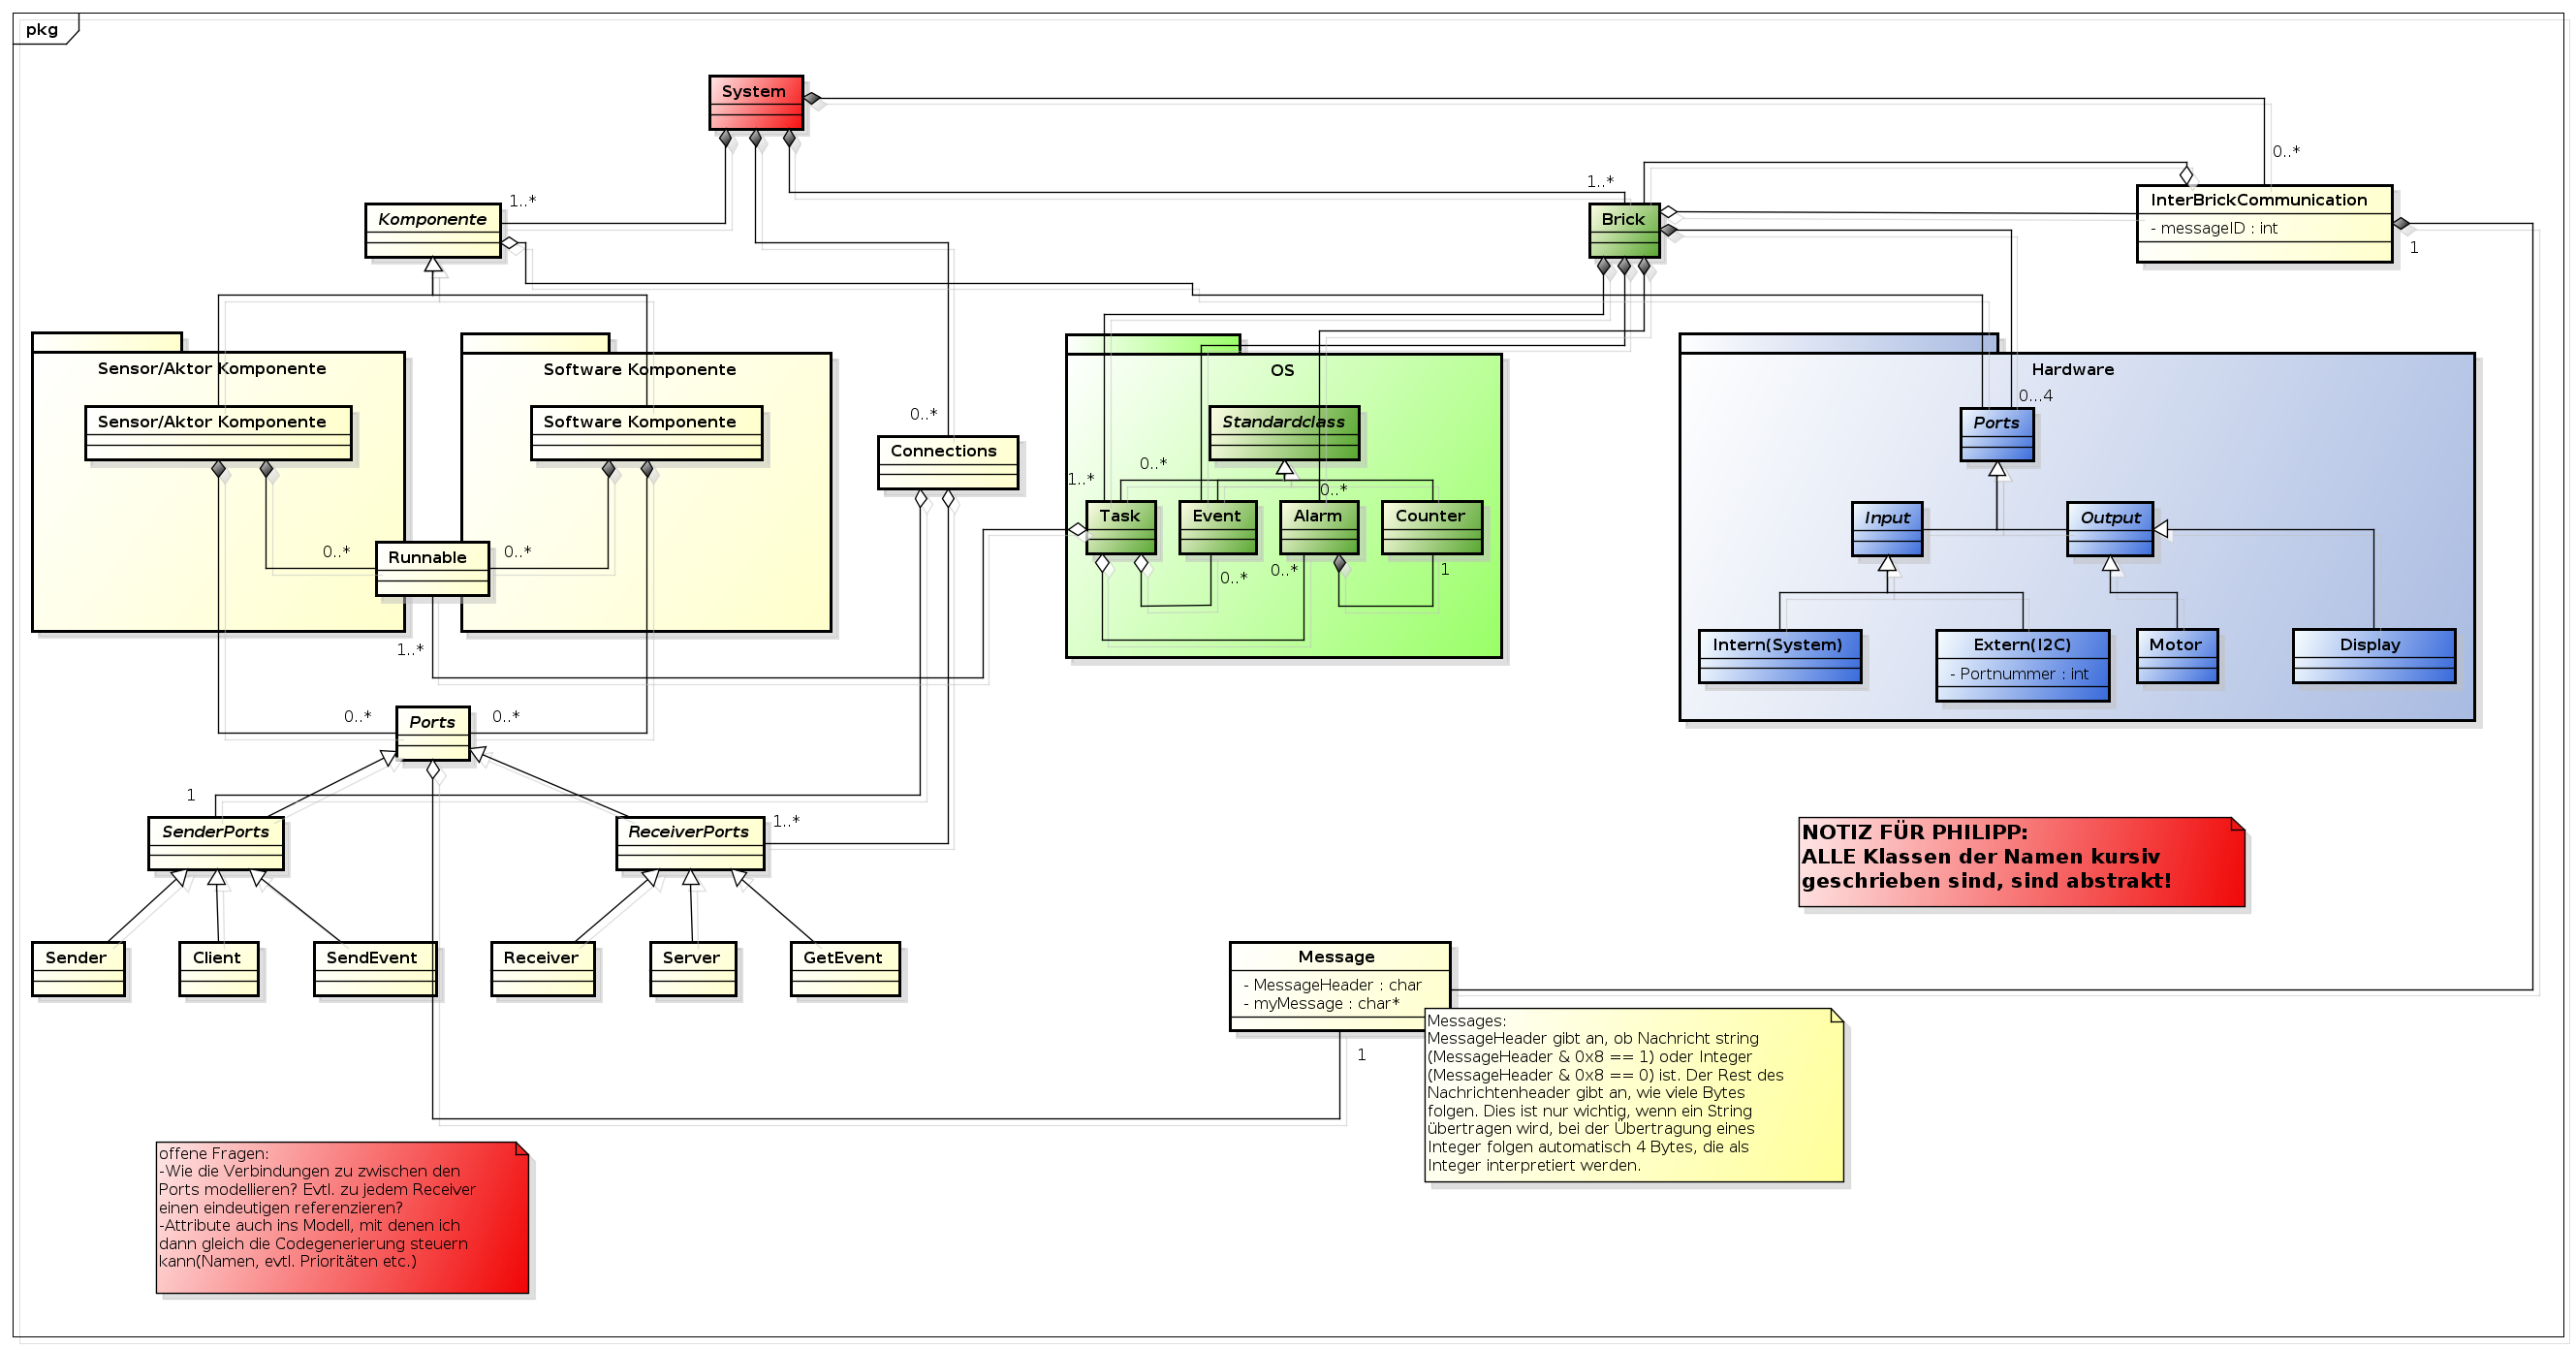 pkg
System
0..*
1..*
1..*
InterBrickCommunication
- messageID : int
1
Komponente
Brick
Sensor/Aktor Komponente
Software Komponente
OS
Hardware
0...4
Sensor/Aktor Komponente
Software Komponente
0..*
Connections
Standardclass
Ports
1..*
0..*
0..*
Task
Event
Alarm
Counter
Input
Output
0..*
Runnable
0..*
0..*
0..*
1
1..*
Intern(System)
Extern(I2C)
- Portnummer : int
Motor
Display
0..*
Ports
0..*
1
SenderPorts
ReceiverPorts
1..*
NOTIZ FÜR PHILIPP:
ALLE Klassen der Namen kursiv
geschrieben sind, sind abstrakt!
Sender
Client
SendEvent
Receiver
Server
GetEvent
Message
- MessageHeader : char
- myMessage : char*
1
Messages:
MessageHeader gibt an, ob Nachricht string
(MessageHeader & 0x8 == 1) oder Integer
(MessageHeader & 0x8 == 0) ist. Der Rest des
Nachrichtenheader gibt an, wie viele Bytes
folgen. Dies ist nur wichtig, wenn ein String
übertragen wird, bei der Übertragung eines
Integer folgen automatisch 4 Bytes, die als
Integer interpretiert werden.
offene Fragen:
-Wie die Verbindungen zu zwischen den
Ports modellieren? Evtl. zu jedem Receiver
einen eindeutigen referenzieren?
-Attribute auch ins Modell, mit denen ich
dann gleich die Codegenerierung steuern
kann(Namen, evtl. Prioritäten etc.)